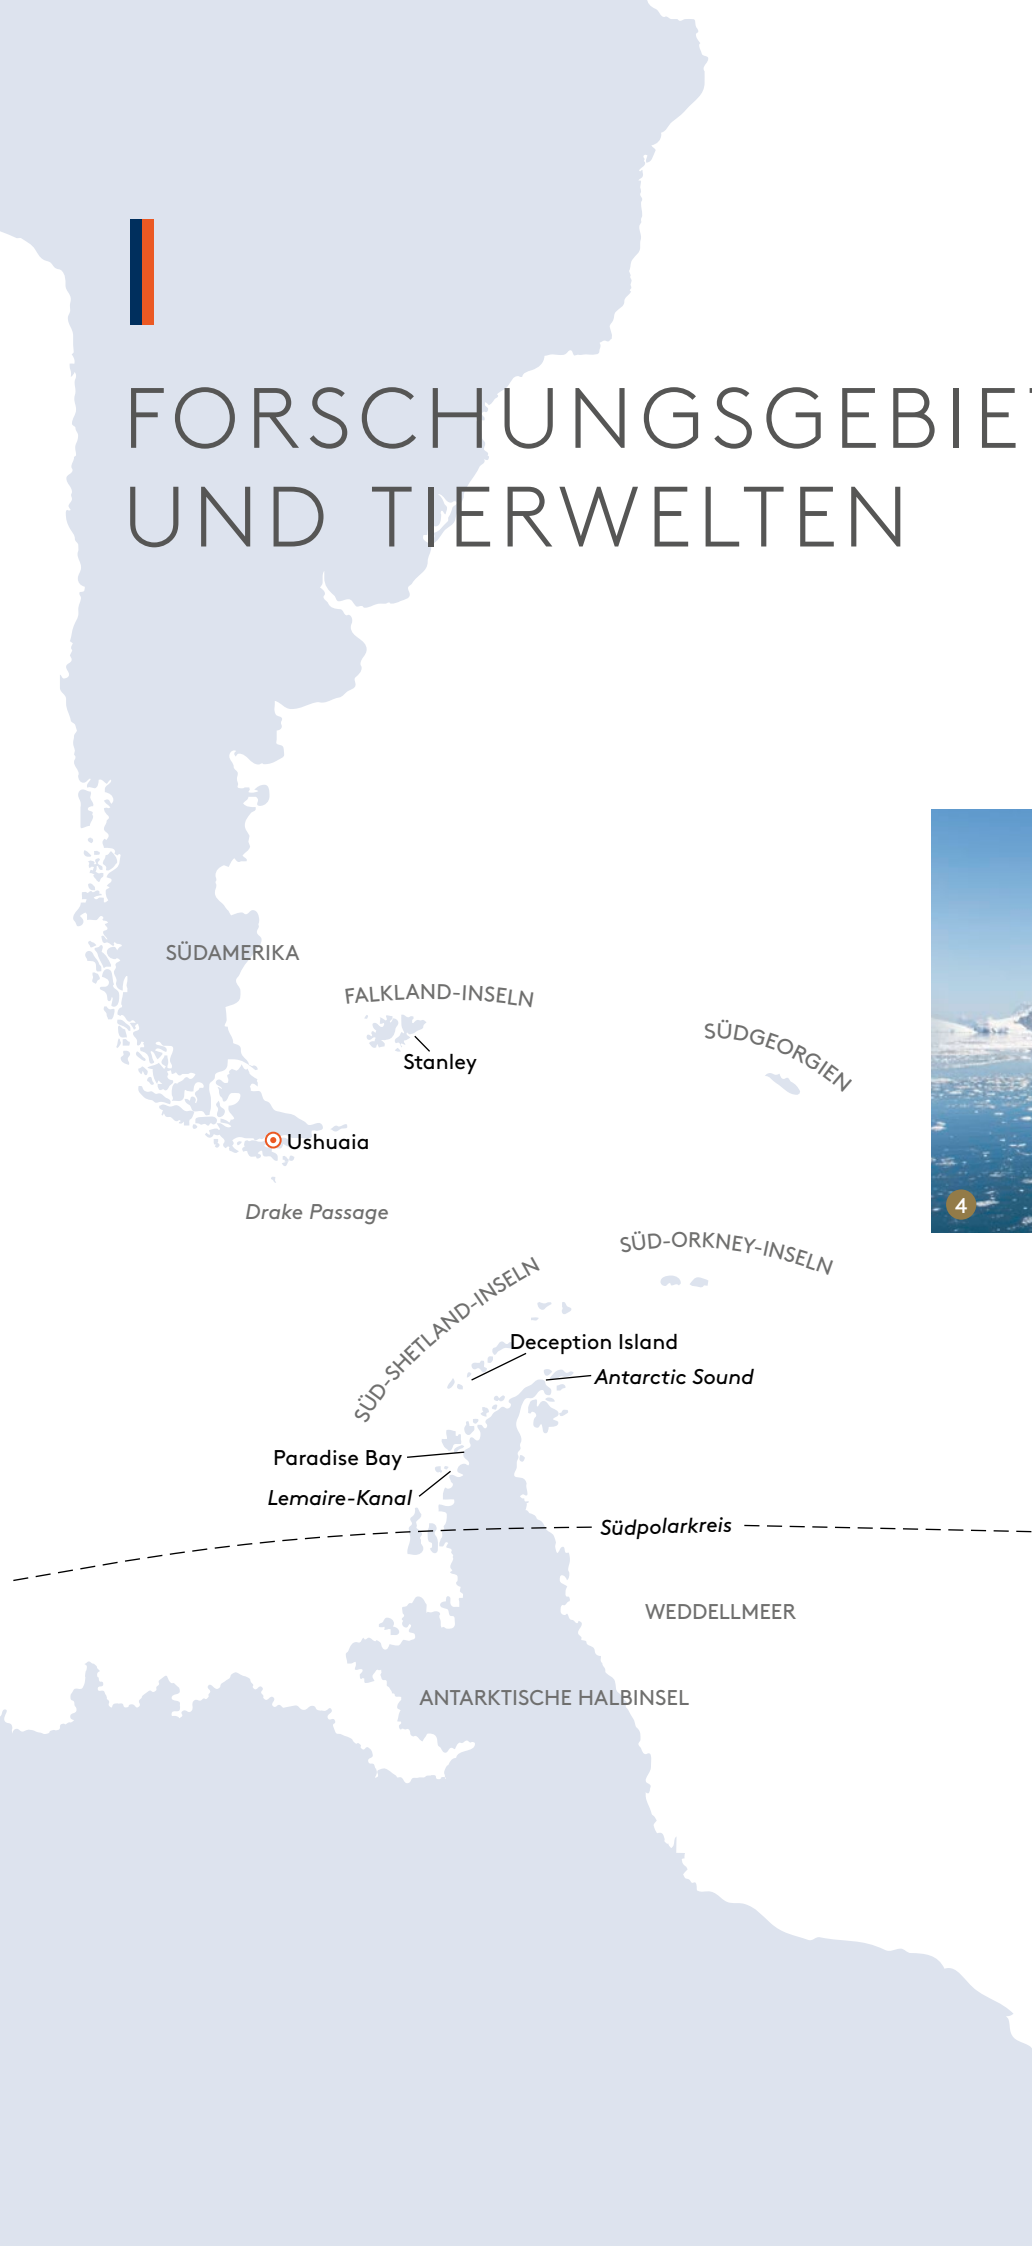 FORSCHUNGSGEBIE
UND TIERWELTEN
SÜDAMERIKA
FALKLAND-INSELN
Stanley
SÜDGEORGIEN
Ushuaia
Drake Passage
4
SÜD-ORKNEY-INSELN
SÜD-SHETLAND-INSELN
Deception Island
Antarctic Sound
Paradise Bay
Lemaire-Kanal
Südpolarkreis
WEDDELLMEER
ANTARKTISCHE HALBINSEL